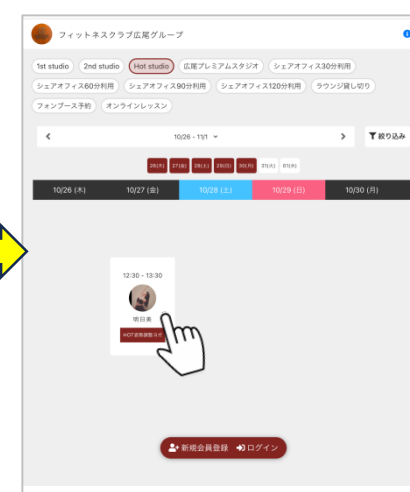 フィットネスクラブ広尾グループ
1st studio 2nd studio Hot studio 広尾プレミアムスタジオ シェアオフィス30分利用
シェアオフィス60分利用 シェアオフィス90分利用 シェアオフィス120分利用 ラウンジ貸し切り
フォンブース予約 オンラインレッスン
10/26 - 11/1 絞り込み
26(木) 27(金) 28(土) 29(日) 30(月) 31(火) 01(水)
10/26 (木) 10/27 (金) 10/28 (土) 10/29 (日) 10/30 (月)
12:30 - 13:30
明日美
新規会員登録 ログイン